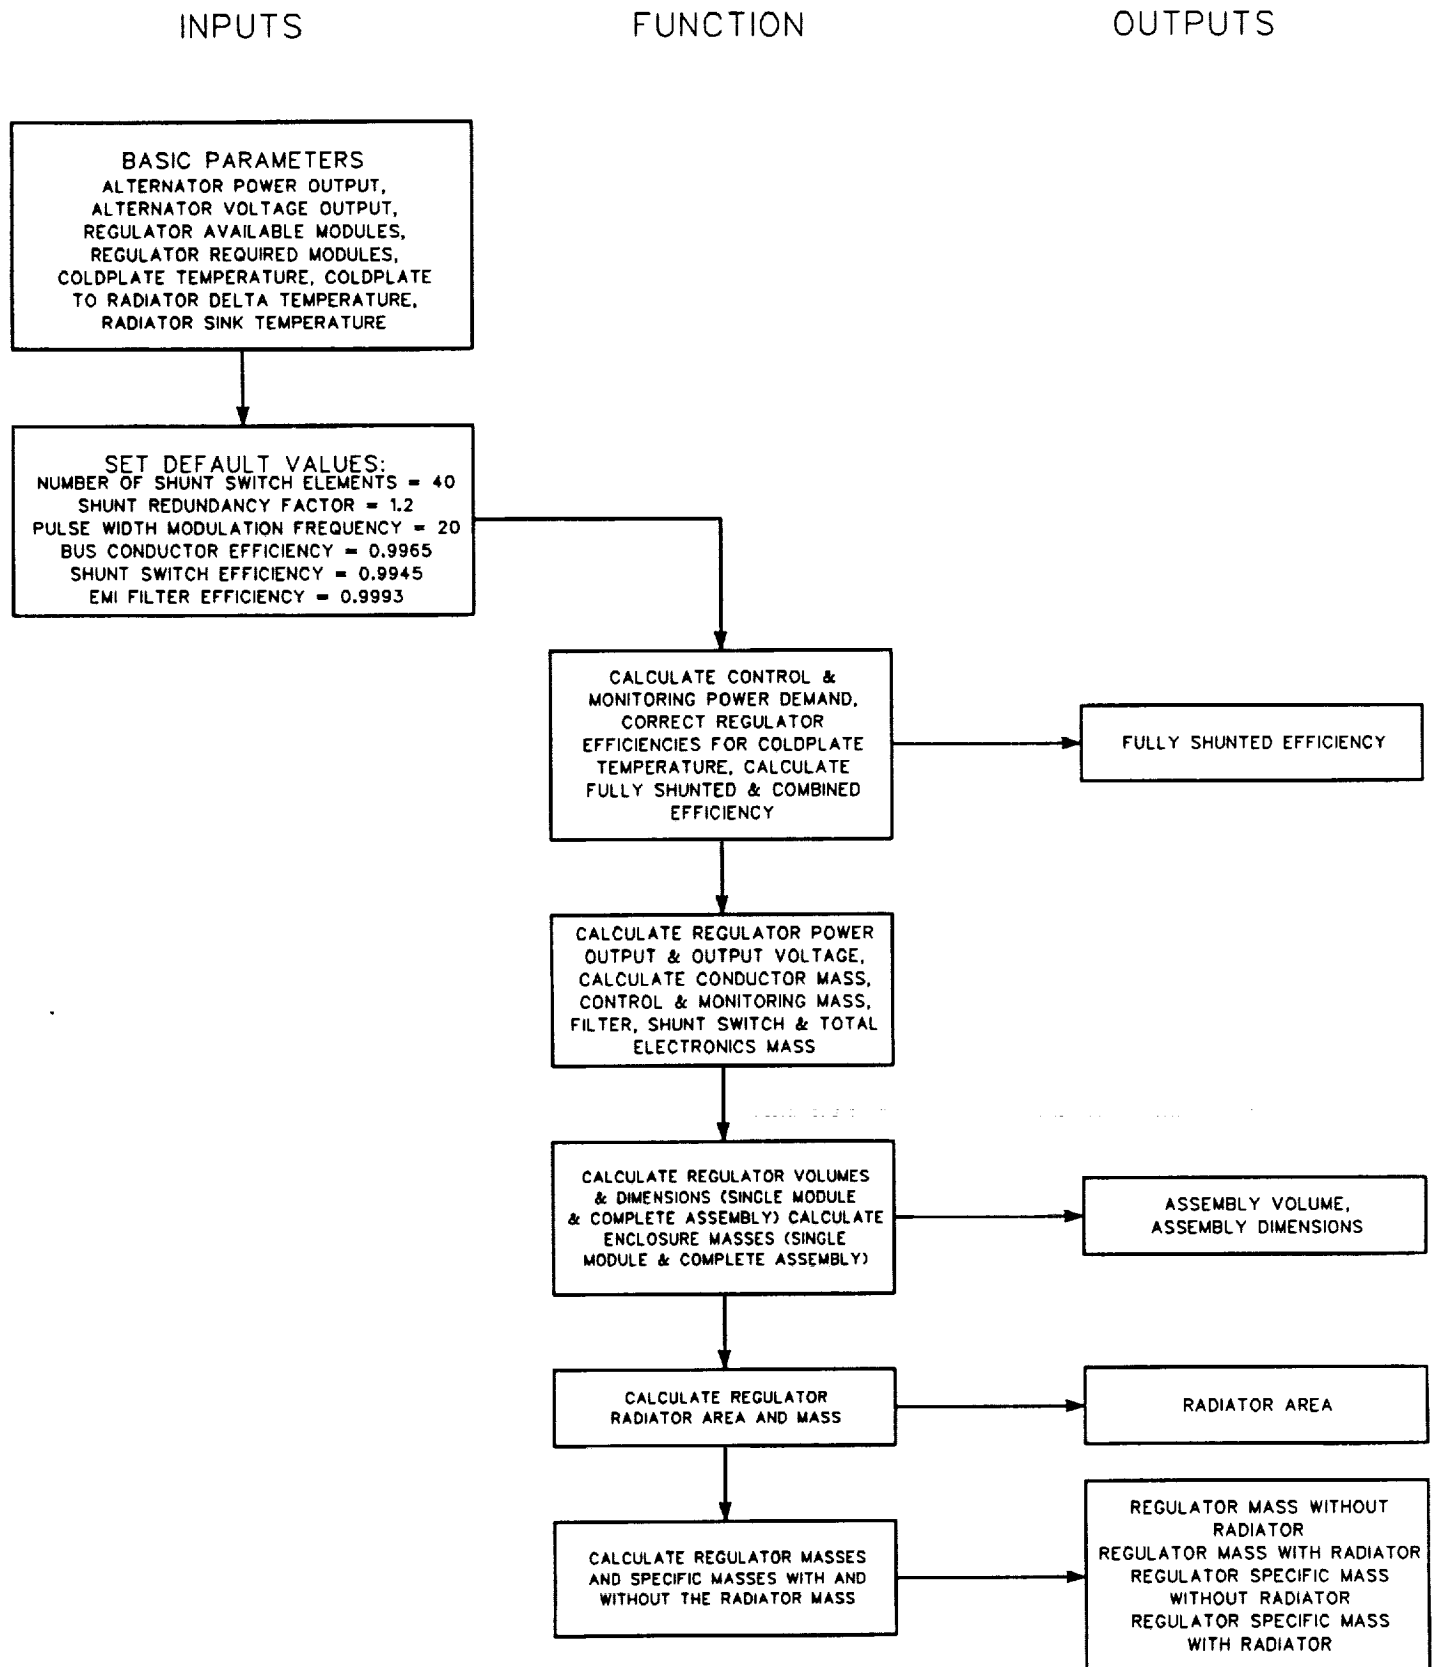 INPUTS
FUNCTION
OUTPUTS
BASIC PARAMETERS
ALTERNATOR POWER OUTPUT,
ALTERNATOR VOLTAGE OUTPUT,
REGULATOR AVAILABLE MODULES,
REGULATOR REQUIRED MODULES,
COLDPLATE TEMPERATURE, COLDPLATE
TO RADIATOR DELTA TEMPERATURE,
RADIATOR SINK TEMPERATURE
SET DEFAULT VALUES:
NUMBER OF SHUNT SWITCH ELEMENTS = 40
SHUNT REDUNDANCY FACTOR = 1.2
PULSE WIDTH MODULATION FREQUENCY = 20
BUS CONDUCTOR EFFICIENCY = 0.9965
SHUNT SWITCH EFFICIENCY = 0.9945
EMI FILTER EFFICIENCY = 0.9993
CALCULATE CONTROL &
MONITORING POWER DEMAND,
CORRECT REGULATOR
EFFICIENCIES FOR COLDPLATE
TEMPERATURE, CALCULATE
FULLY SHUNTED & COMBINED
EFFICIENCY
FULLY SHUNTED EFFICIENCY
CALCULATE REGULATOR POWER
OUTPUT & OUTPUT VOLTAGE,
CALCULATE CONDUCTOR MASS,
CONTROL & MONITORING MASS,
FILTER, SHUNT SWITCH & TOTAL
ELECTRONICS MASS
CALCULATE REGULATOR VOLUMES
& DIMENSIONS (SINGLE MODULE
& COMPLETE ASSEMBLY) CALCULATE
ENCLOSURE MASSES (SINGLE
MODULE & COMPLETE ASSEMBLY)
ASSEMBLY VOLUME,
ASSEMBLY DIMENSIONS
CALCULATE REGULATOR
RADIATOR AREA AND MASS
RADIATOR AREA
CALCULATE REGULATOR MASSES
AND SPECIFIC MASSES WITH AND
WITHOUT THE RADIATOR MASS
REGULATOR MASS WITHOUT
RADIATOR
REGULATOR MASS WITH RADIATOR
REGULATOR SPECIFIC MASS
WITHOUT RADIATOR
REGULATOR SPECIFIC MASS
WITH RADIATOR